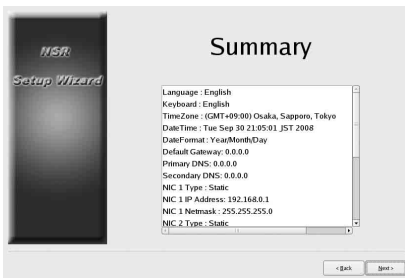 NSR
Setup Wizard
Summary
Language : English
Keyboard : English
TimeZone : (GMT+09:00) Osaka, Sapporo, Tokyo
DateTime : Tue Sep 30 21:05:01 JST 2008
DateFormat : Year/Month/Day
Default Gateway: 0.0.0.0
Primary DNS: 0.0.0.0
Secondary DNS: 0.0.0.0
NIC 1 Type : Static
NIC 1 IP Address: 192.168.0.1
NIC 1 Netmask : 255.255.255.0
NIC 2 Type : Static
< Back Next >